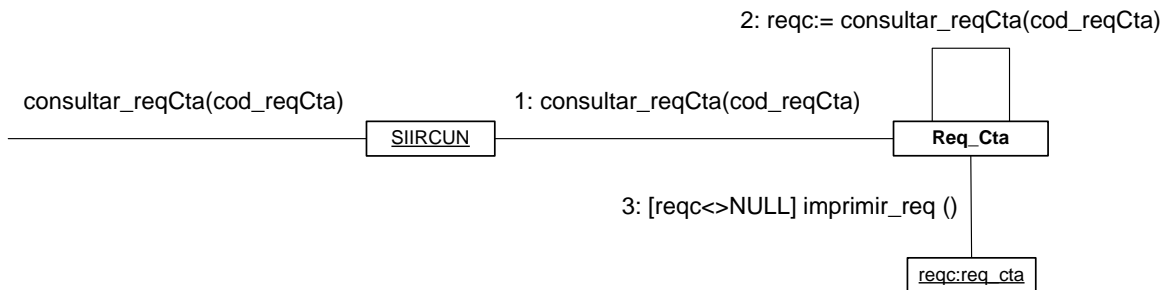 2: reqc:= consultar_reqCta(cod_reqCta)
consultar_reqCta(cod_reqCta)
1: consultar_reqCta(cod_reqCta)
SIIRCUN
Req_Cta
3: [reqc<>NULL] imprimir_req ()
reqc:req_cta